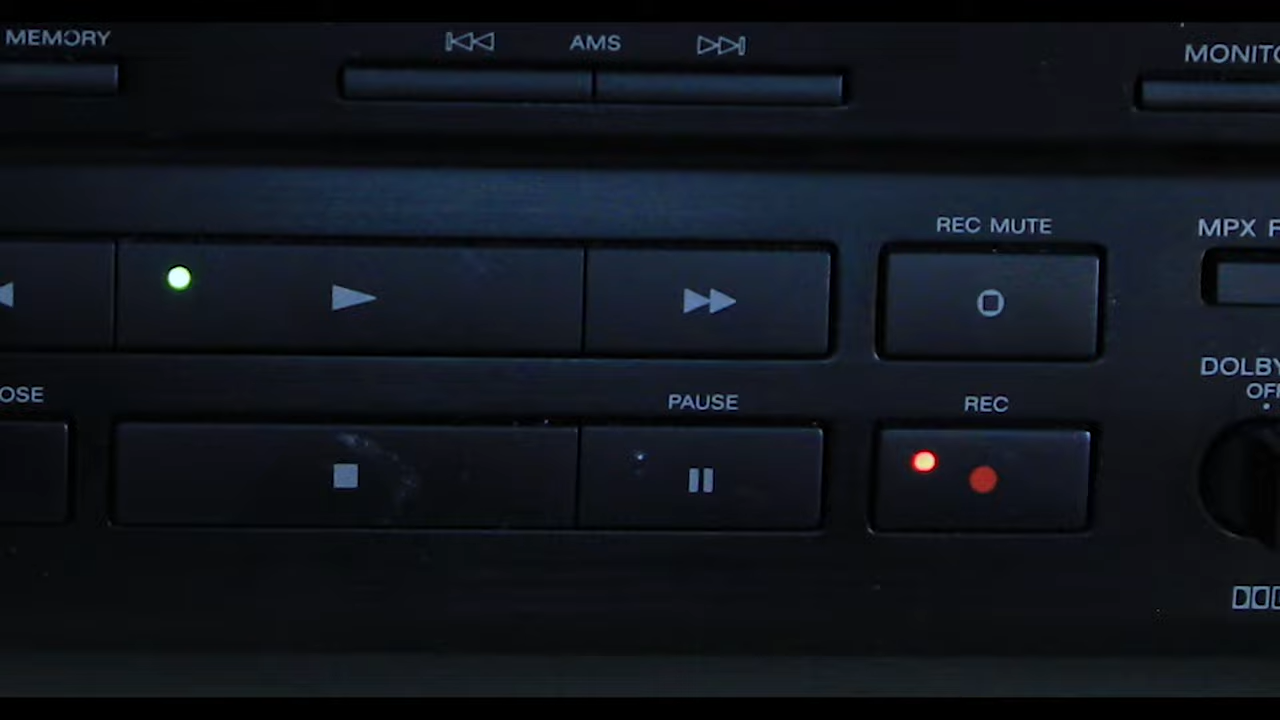 MEMORY
AMS
MONITO
REC MUTE
MPX F
OSE
PAUSE
REC
DOLBY
OFF